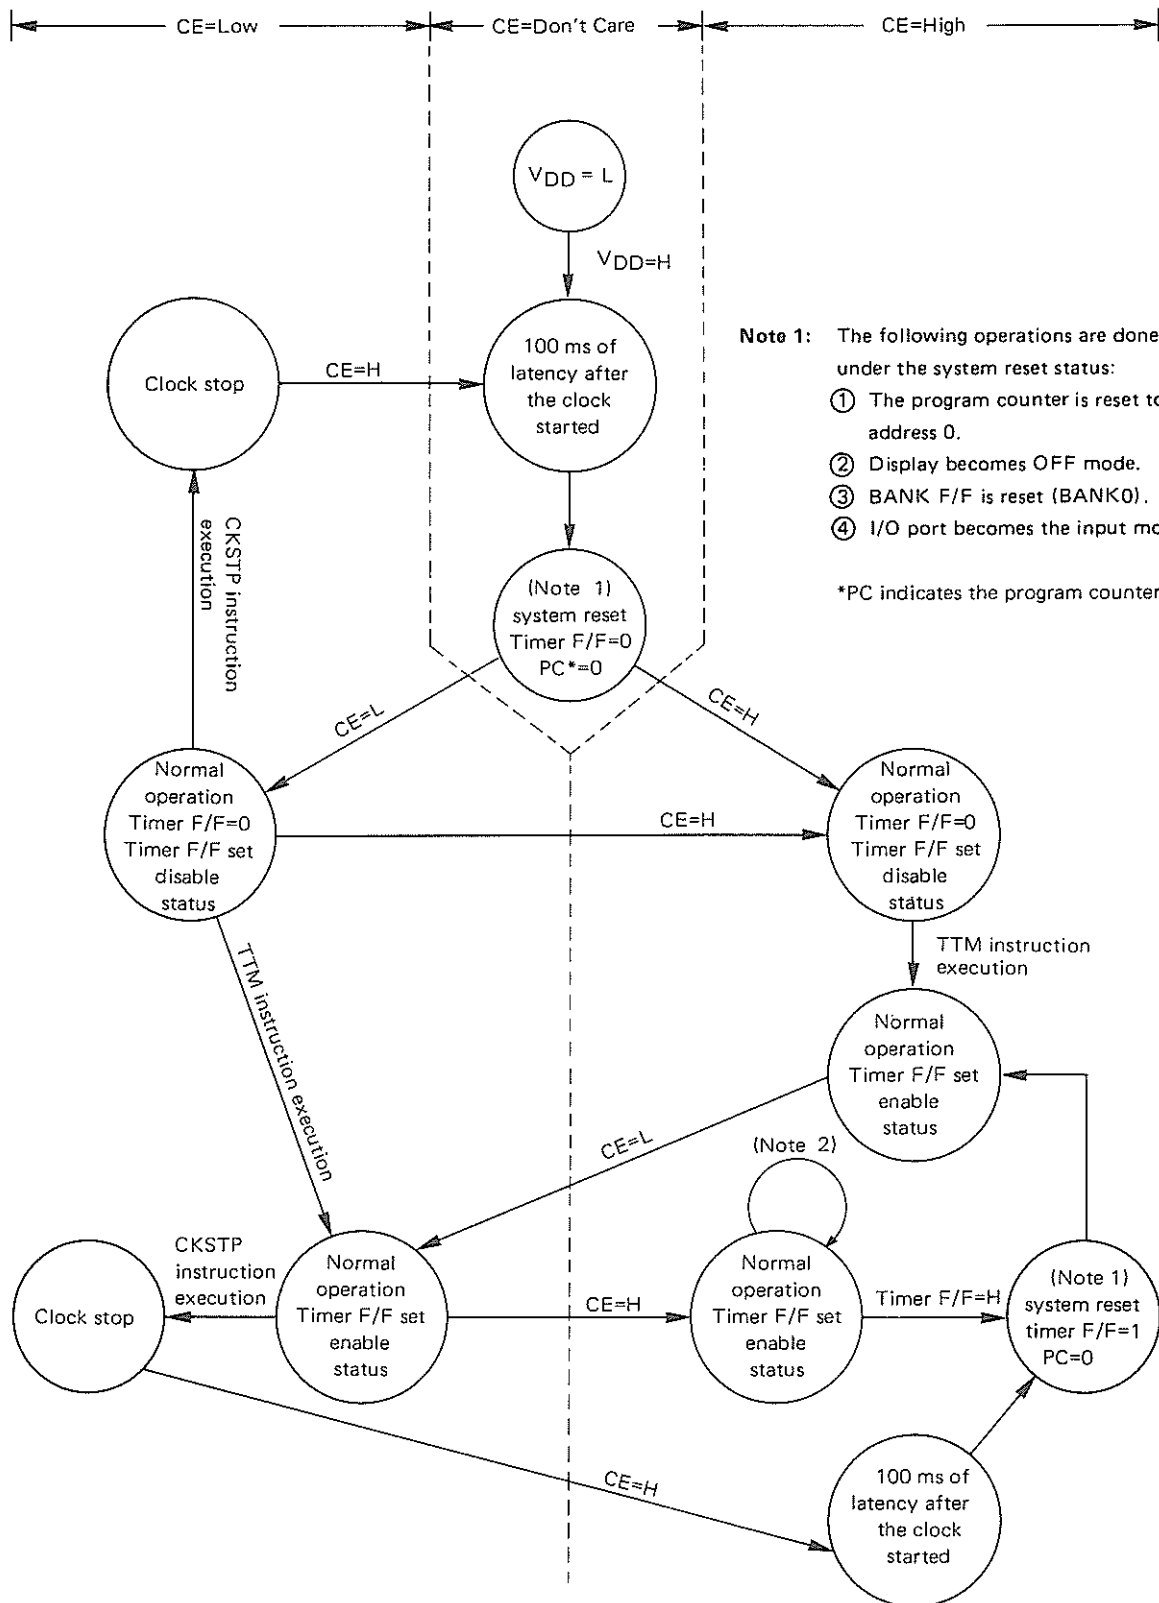 CE=Low
CE=Don't Care
CE=High
VDD = L
VDD=H
Clock stop
CE=H
100 ms of
latency after
the clock
started
Note 1: The following operations are done
under the system reset status:
① The program counter is reset to
address 0.
② Display becomes OFF mode.
③ BANK F/F is reset (BANK0).
④ I/O port becomes the input
*PC indicates the program counter
CKSTP instruction
execution
(Note 1)
system reset
Timer F/F=0
PC*=0
CE=L
CE=H
Normal
operation
Timer F/F=0
Timer F/F set
disable
status
CE=H
Normal
operation
Timer F/F=0
Timer F/F set
disable
status
TTM instruction execution
TTM instruction
execution
Normal
operation
Timer F/F set
enable
status
CE=L
(Note 2)
CKSTP
instruction
execution
Clock stop
Normal
operation
Timer F/F set
enable
status
CE=H
Normal
operation
Timer F/F set
enable
status
Timer F/F=H
(Note 1)
system reset
timer F/F=1
PC=0
CE=H
100 ms of
latency after
the clock
started